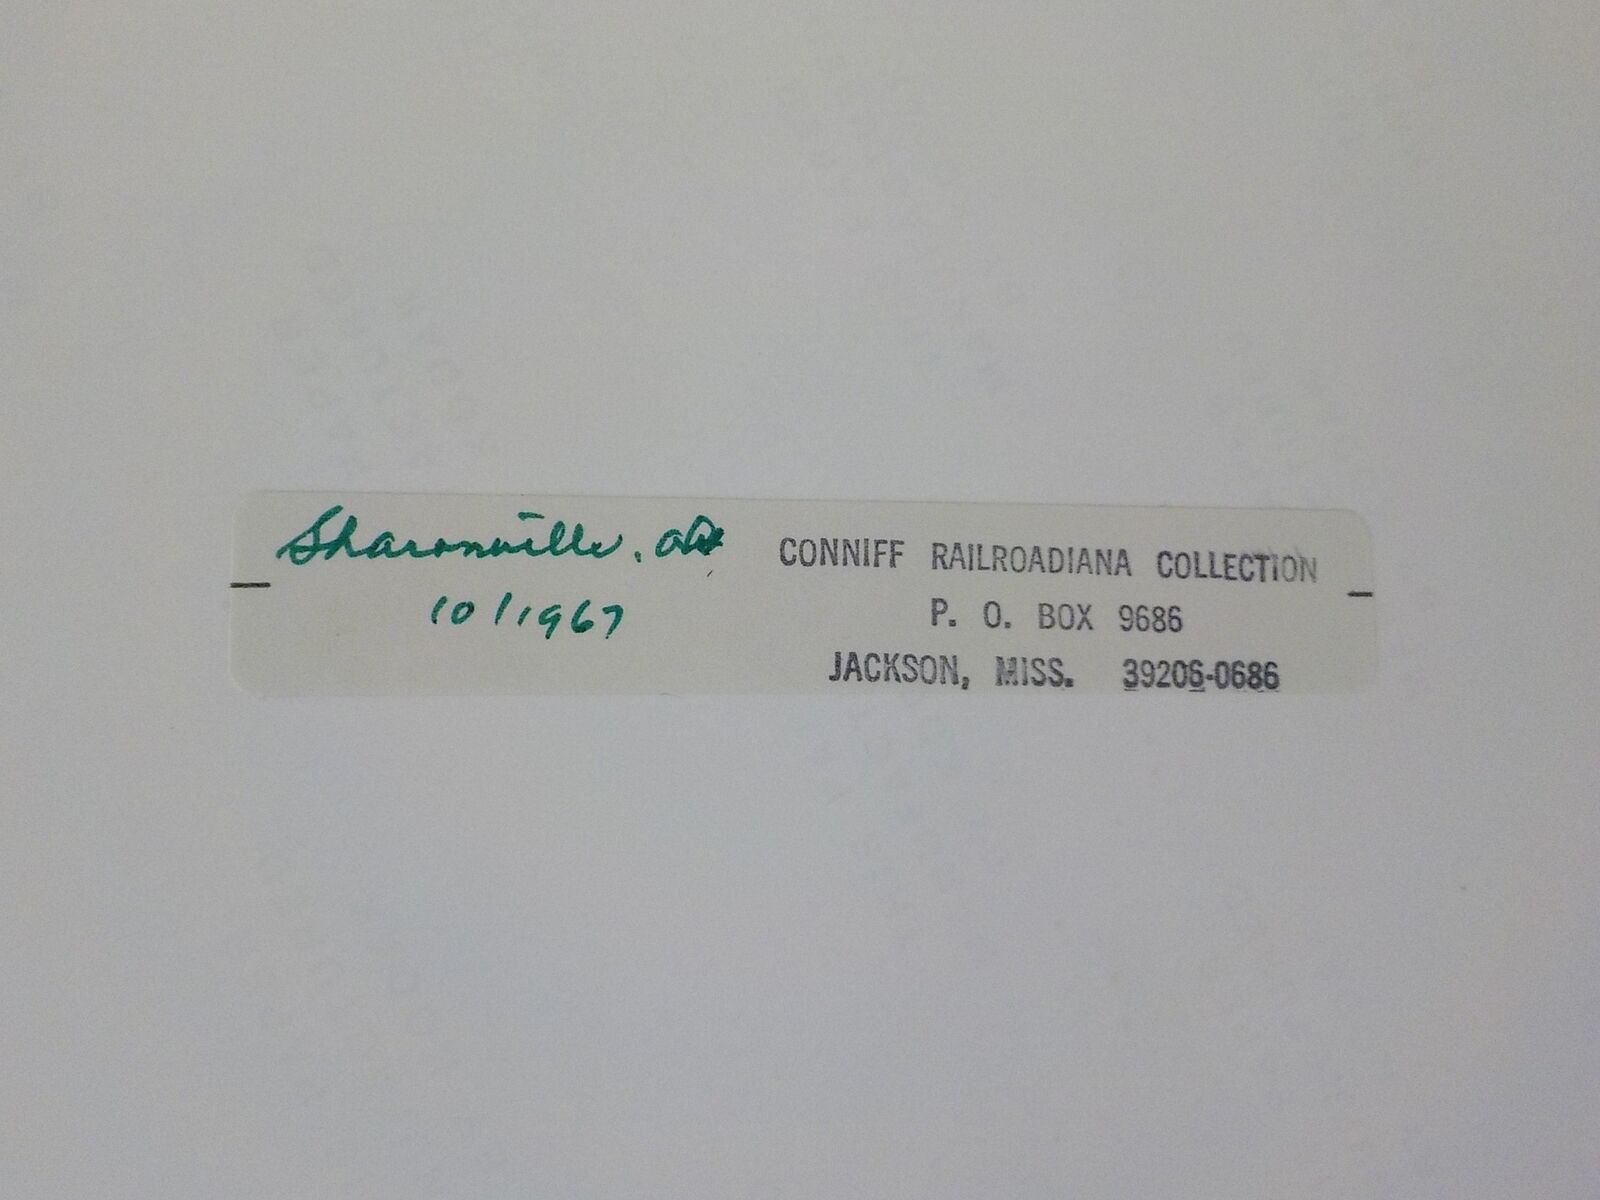 Sharonville, Oh
10/1967
CONNIFF RAILROADIANA COLLECTION
P. O. BOX 9686
JACKSON, MISS. 39206-0686